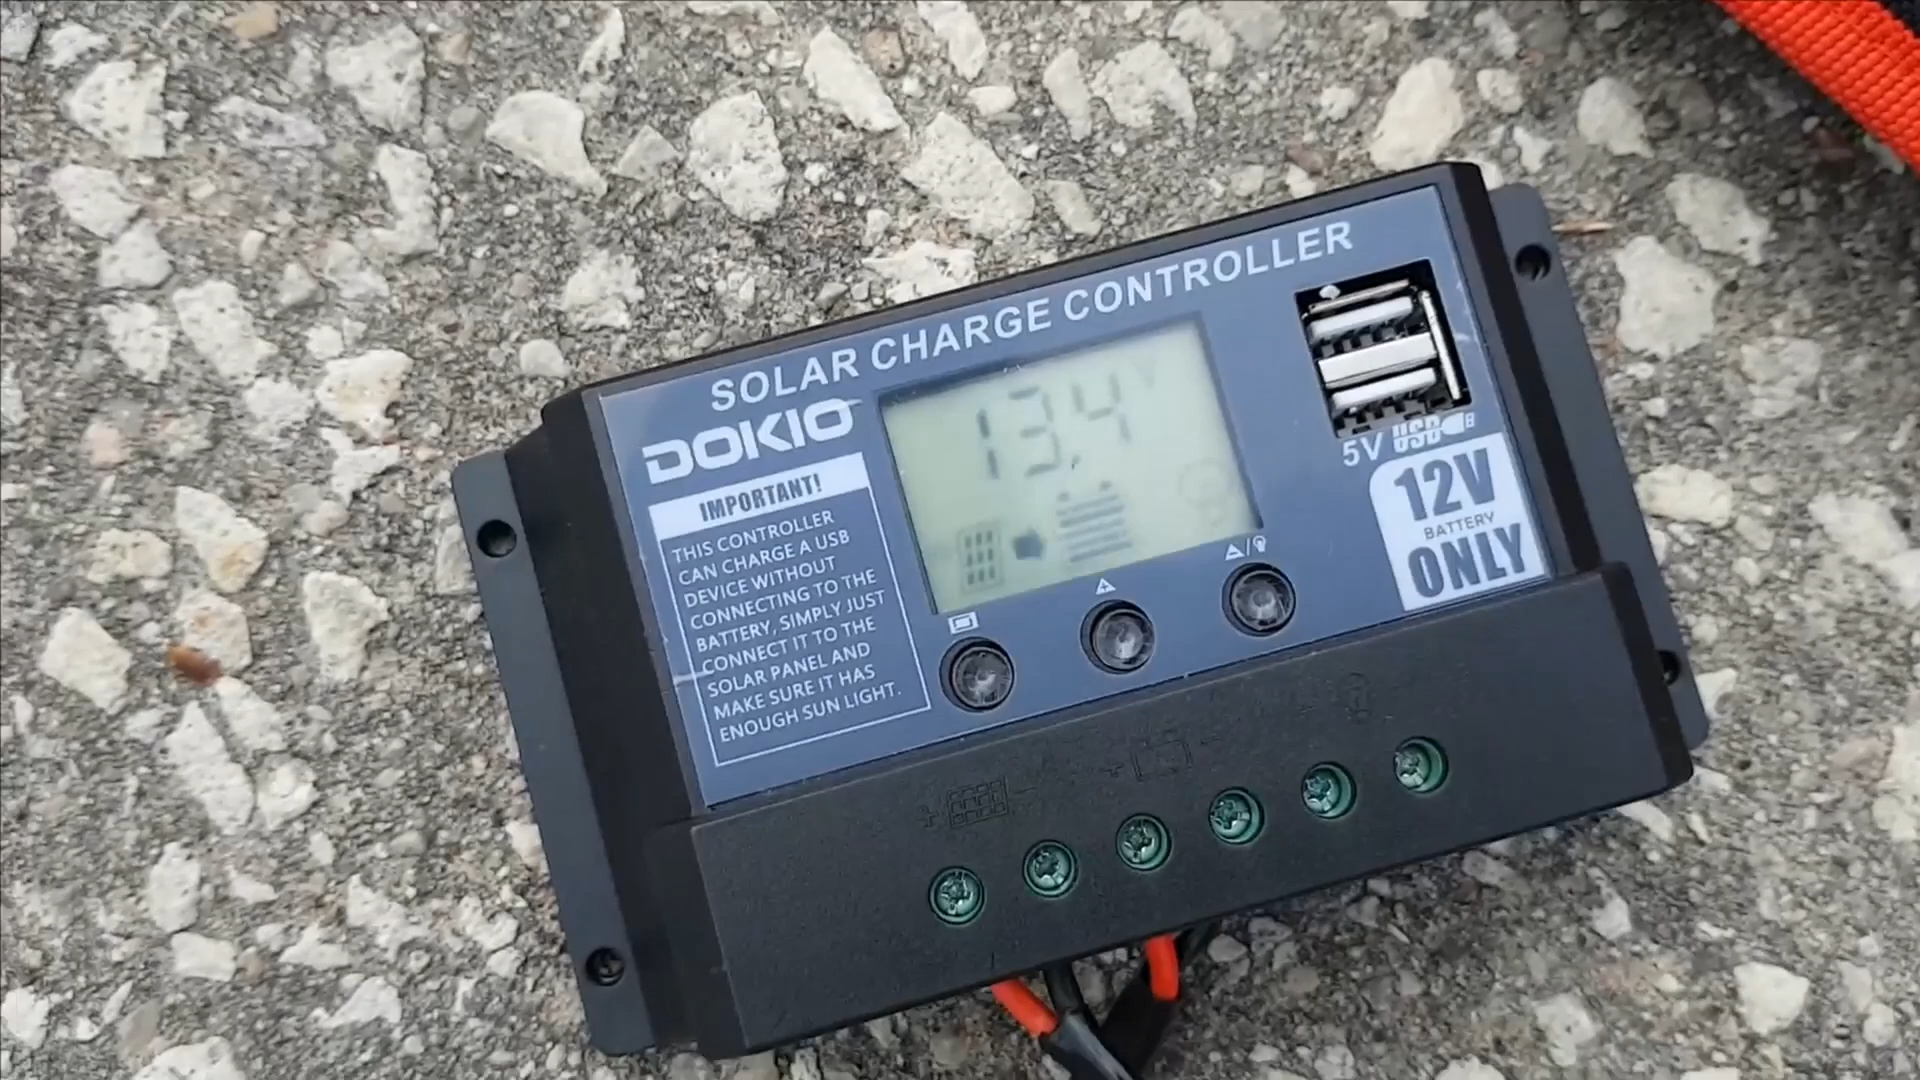 SOLAR CHARGE CONTROLLER
DOKIO
13.4V
IMPORTANT!
THIS CONTROLLER
CAN CHARGE A USB
DEVICE WITHOUT
CONNECTING TO THE
BATTERY, SIMPLY JUST
CONNECT IT TO THE
SOLAR PANEL AND
MAKE SURE IT HAS
ENOUGH SUN LIGHT.
5V USB
12V
BATTERY
ONLY